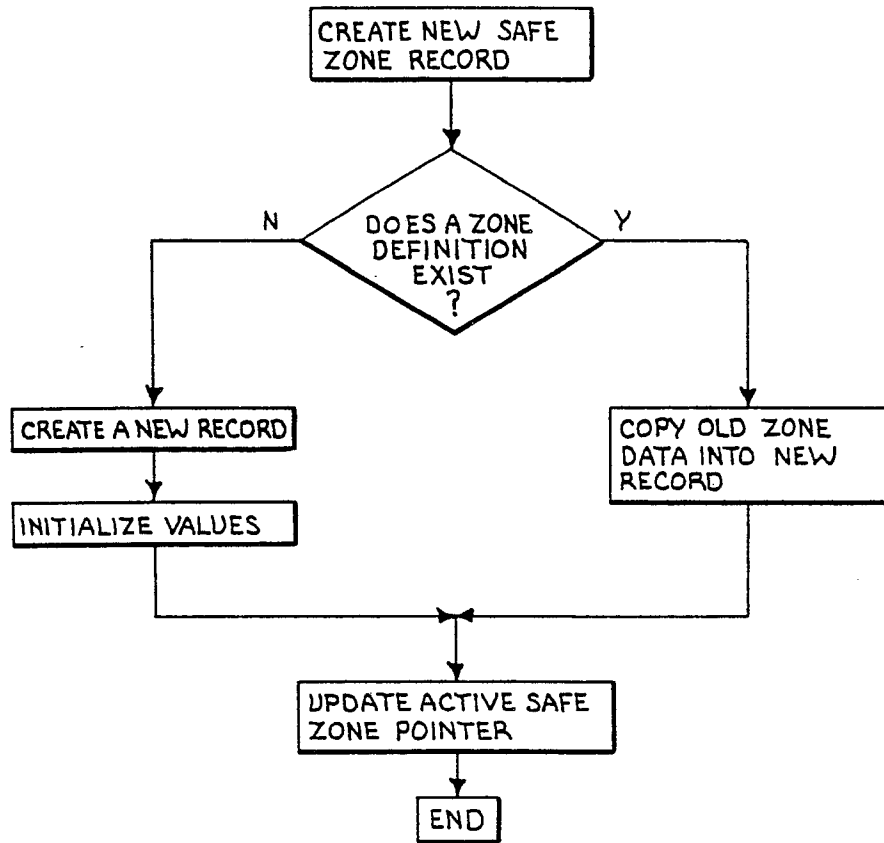 CREATE NEW SAFE
ZONE RECORD
N
DOES A ZONE
DEFINITION
EXIST
?
Y
CREATE A NEW RECORD
INITIALIZE VALUES
COPY OLD ZONE
DATA INTO NEW
RECORD
UPDATE ACTIVE SAFE
ZONE POINTER
END